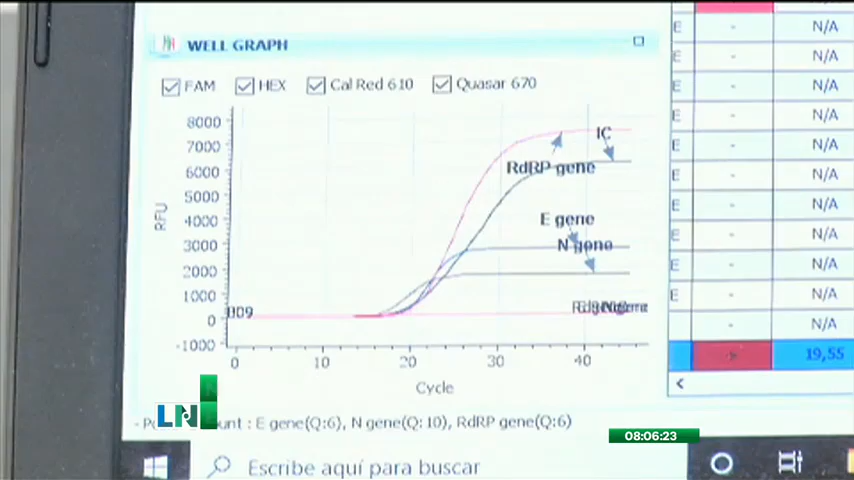 WELL GRAPH
FAM HEX Cal Red 610 Quasar 670
8000
7000
6000
5000
4000
3000
2000
1000
0
-1000
RFU
IC
RdRP gene
E gene
N gene
D09
0 10 20 30 40
Cycle
unt : E gene(Q:6), N gene(Q:10), RdRP gene(Q:6)
E - N/A
E - N/A
E - N/A
E - N/A
E - N/A
E - N/A
E - N/A
E - N/A
E - N/A
E - N/A
- N/A
19,55
<
LN
08:06:23
Escribe aquí para buscar